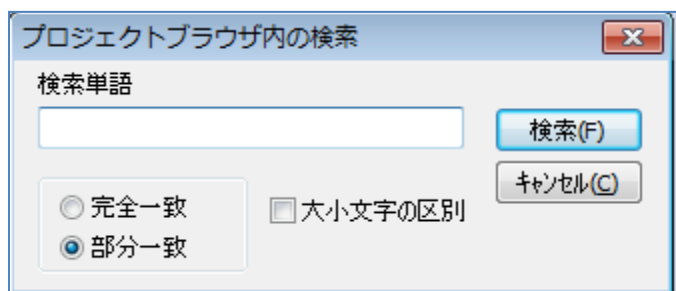 プロジェクトブラウザ内の検索
検索単語
検索(F)
ｷｬﾝｾﾙ(C)
完全一致
大小文字の区別
部分一致